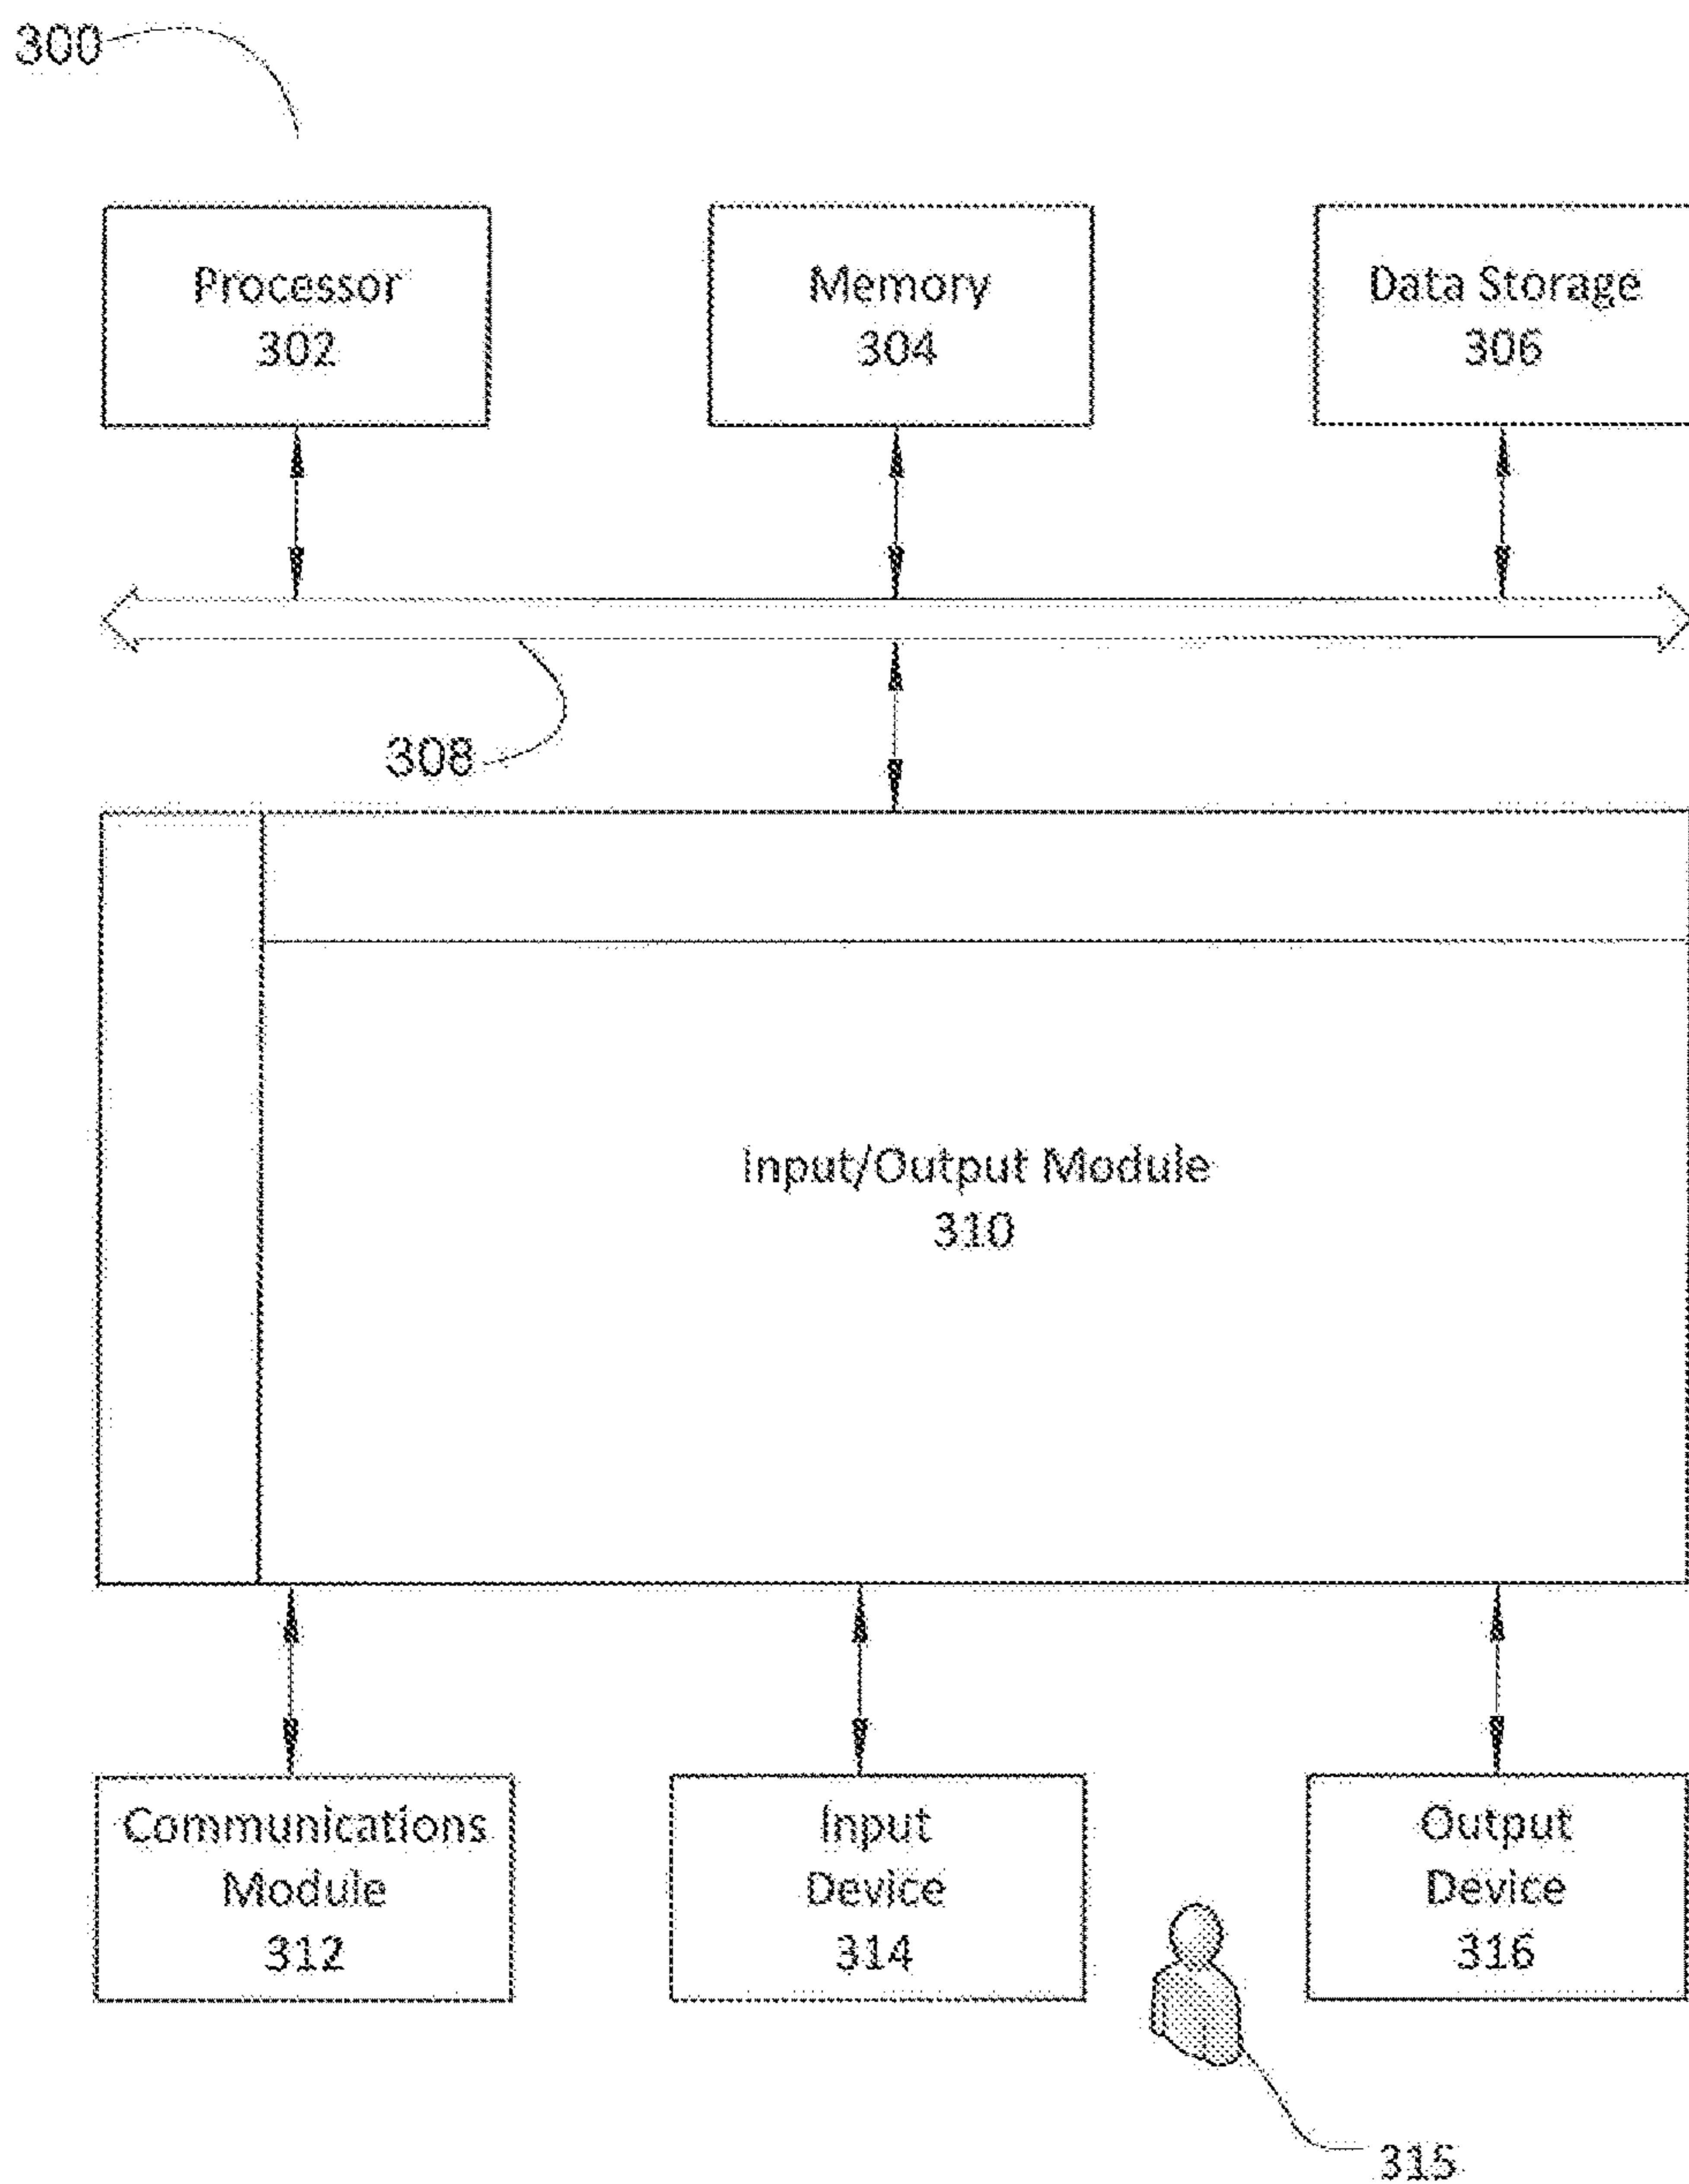 300
Processor
302
Memory
304
Data Storage
306
308
Input/Output Module
310
Communications
Module
312
Input
Device
314
Output
Device
316
315